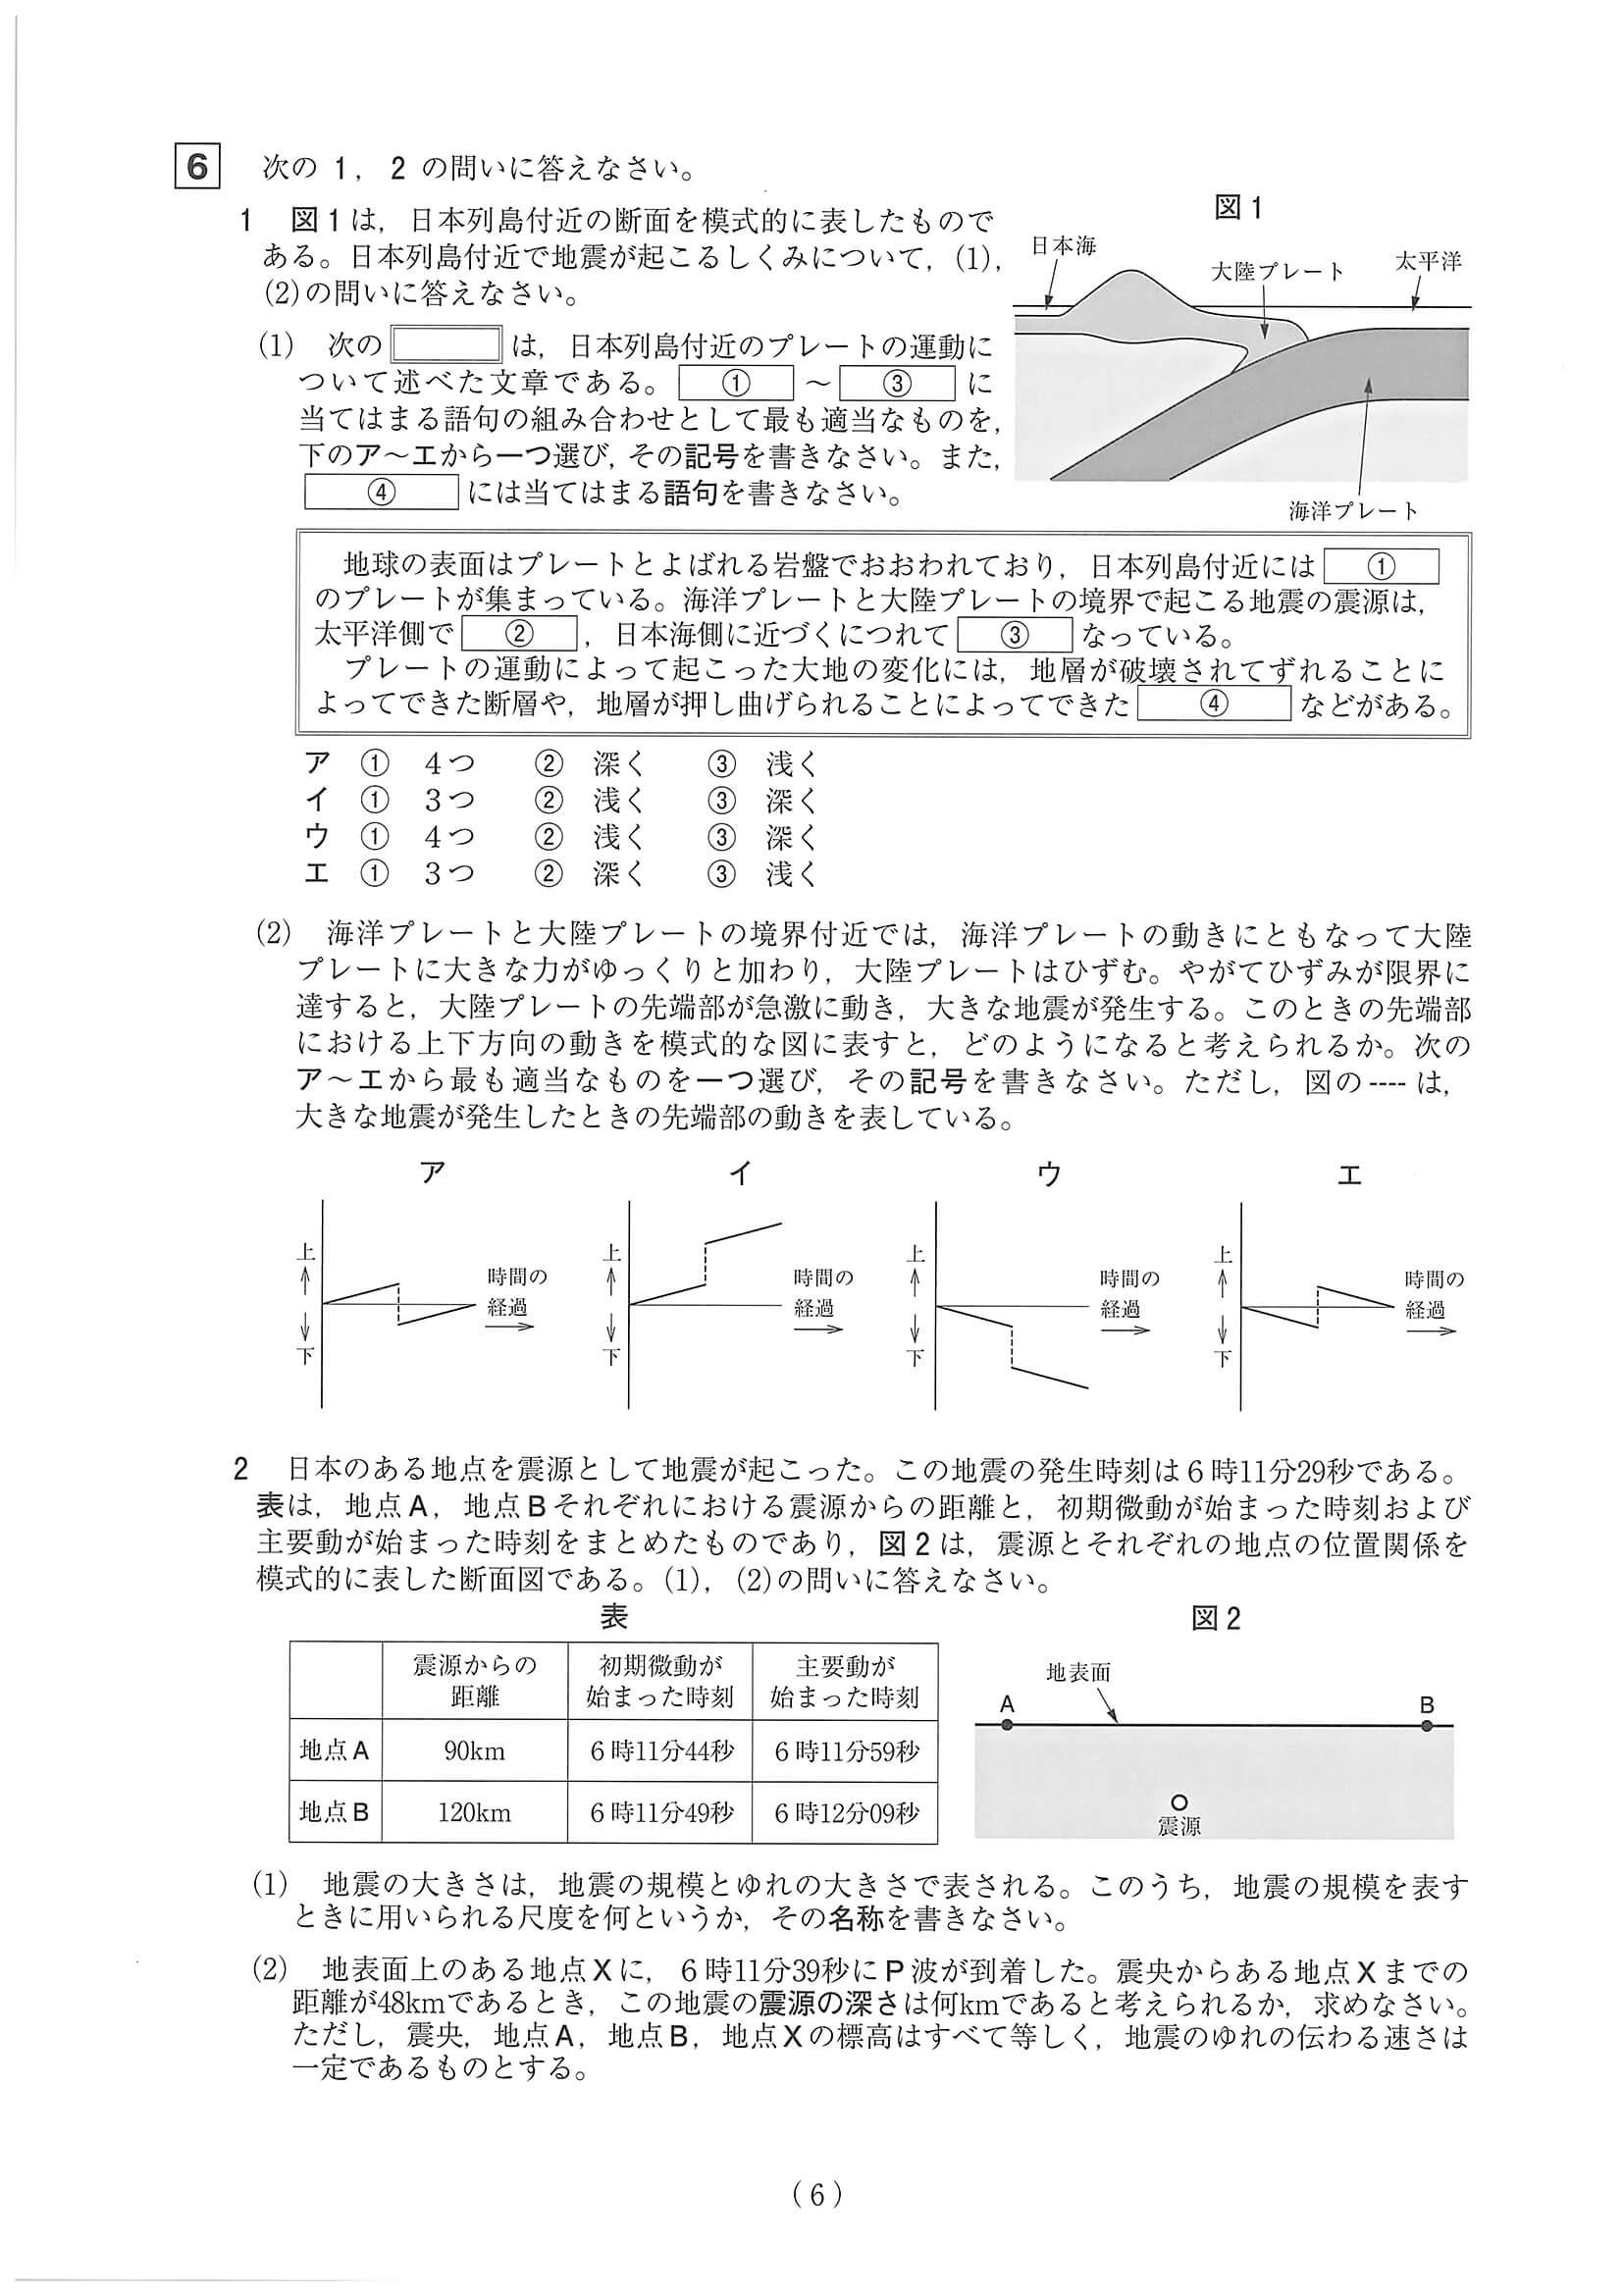 6 次の 1, 2 の問いに答えなさい。
1 図1は, 日本列島付近の断面を模式的に表したもので
ある。日本列島付近で地震が起こるしくみについて, (1),
(2)の問いに答えなさい。
(1) 次の は, 日本列島付近のプレートの運動に
ついて述べた文章である。 ① ～ ③ に
当てはまる語句の組み合わせとして最も適当なものを,
下のア～エから一つ選び, その記号を書きなさい。また,
④ には当てはまる語句を書きなさい。
図1
日本海
大陸プレート
太平洋
海洋プレート
地球の表面はプレートとよばれる岩盤でおおわれており, 日本列島付近には ①
のプレートが集まっている。海洋プレートと大陸プレートの境界で起こる地震の震源は,
太平洋側で ② , 日本海側に近づくにつれて ③ なっている。
プレートの運動によって起こった大地の変化には, 地層が破壊されてずれることに
よってできた断層や, 地層が押し曲げられることによってできた ④ などがある。
ア ① 4つ ② 深く ③ 浅く
イ ① 3つ ② 浅く ③ 深く
ウ ① 4つ ② 浅く ③ 深く
エ ① 3つ ② 深く ③ 浅く
(2) 海洋プレートと大陸プレートの境界付近では, 海洋プレートの動きにともなって大陸
プレートに大きな力がゆっくりと加わり, 大陸プレートはひずむ。やがてひずみが限界に
達すると, 大陸プレートの先端部が急激に動き, 大きな地震が発生する。このときの先端部
における上下方向の動きを模式的な図に表すと, どのようになると考えられるか。次の
ア～エから最も適当なものを一つ選び, その記号を書きなさい。ただし, 図の ---- は,
大きな地震が発生したときの先端部の動きを表している。
ア イ ウ エ
上 ↑ ↓ 下 時間の 経過 →
上 ↑ ↓ 下 時間の 経過 →
上 ↑ ↓ 下 時間の 経過 →
上 ↑ ↓ 下 時間の 経過 →
2 日本のある地点を震源として地震が起こった。この地震の発生時刻は6時11分29秒である。
表は, 地点A, 地点Bそれぞれにおける震源からの距離と, 初期微動が始まった時刻および
主要動が始まった時刻をまとめたものであり, 図2は, 震源とそれぞれの地点の位置関係を
模式的に表した断面図である。(1), (2)の問いに答えなさい。
表
震源からの 距離 初期微動が 始まった時刻 主要動が 始まった時刻
地点A 90km 6時11分44秒 6時11分59秒
地点B 120km 6時11分49秒 6時12分09秒
図2
地表面
A B
震源
(1) 地震の大きさは, 地震の規模とゆれの大きさで表される。このうち, 地震の規模を表す
ときに用いられる尺度を何というか, その名称を書きなさい。
(2) 地表面上のある地点Xに, 6時11分39秒にP波が到着した。震央からある地点Xまでの
距離が48kmであるとき, この地震の震源の深さは何kmであると考えられるか, 求めなさい。
ただし, 震央, 地点A, 地点B, 地点Xの標高はすべて等しく, 地震のゆれの伝わる速さは
一定であるものとする。
(6)